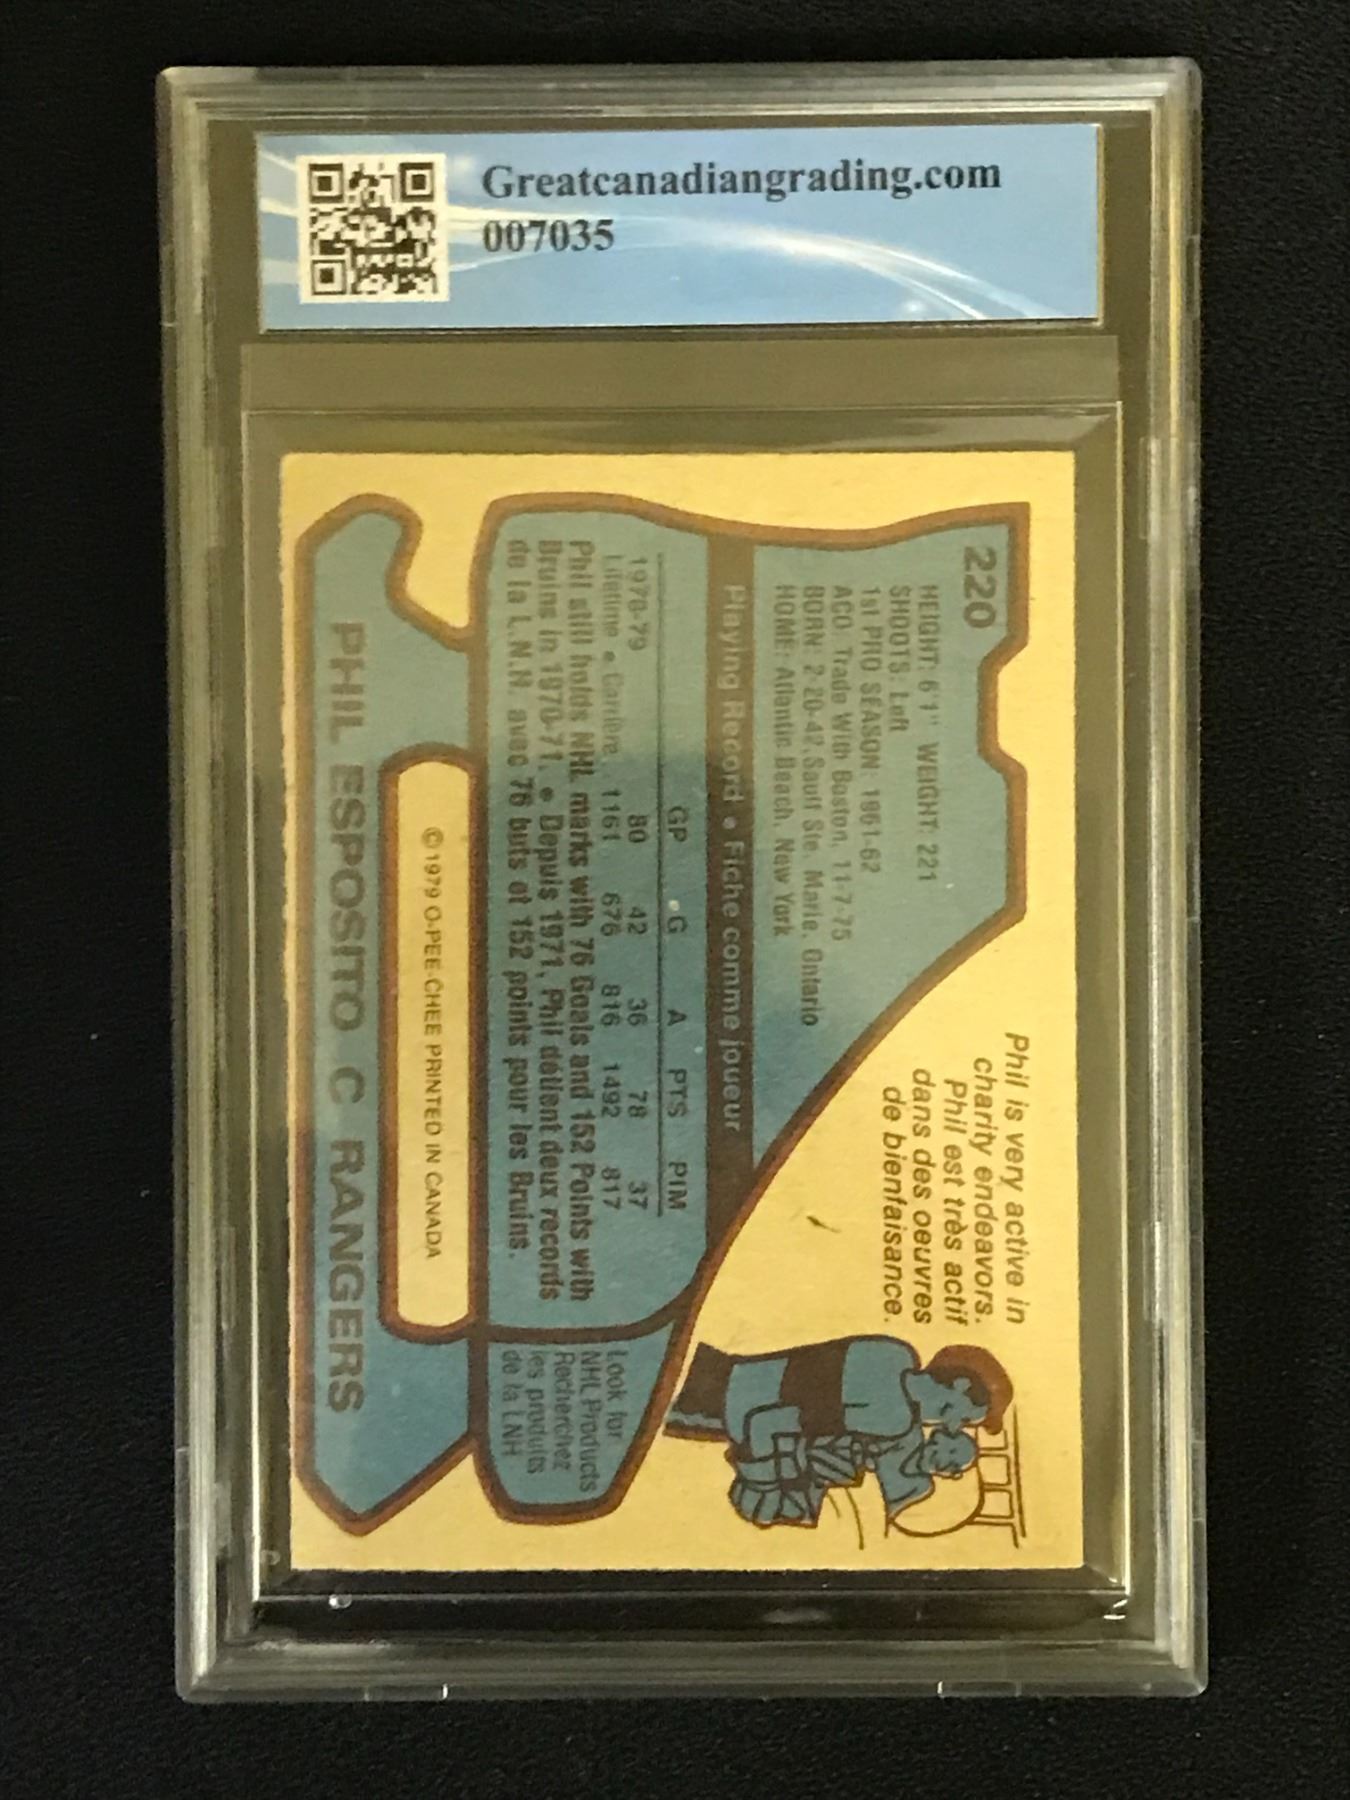 Greatcanadiangrading.com
007035
220
HEIGHT: 6'1" WEIGHT: 221
SHOOTS: Left
1st PRO SEASON: 1961-62
ACQ: Trade With Boston, 11-7-75
BORN: 2-20-42, Sault Ste. Marie, Ontario
HOME: Atlantic Beach, New York
Phil is very active in
charity endeavors.
Phil est très actif
dans des oeuvres
de bienfaisance.
Playing Record • Fiche comme joueur
GP G A PTS PIM
1978-79 80 42 36 78 37
Lifetime • Carrière 1161 676 816 1492 817
Phil still holds NHL marks with 76 Goals and 152 Points with
Bruins in 1970-71. • Depuis 1971, Phil détient deux records
de la L.N.H. avec 76 buts et 152 points pour les Bruins.
Look for
NHL Products
Recherchez
les produits
de la LNH
© 1979 O-PEE-CHEE PRINTED IN CANADA
PHIL ESPOSITO C RANGERS